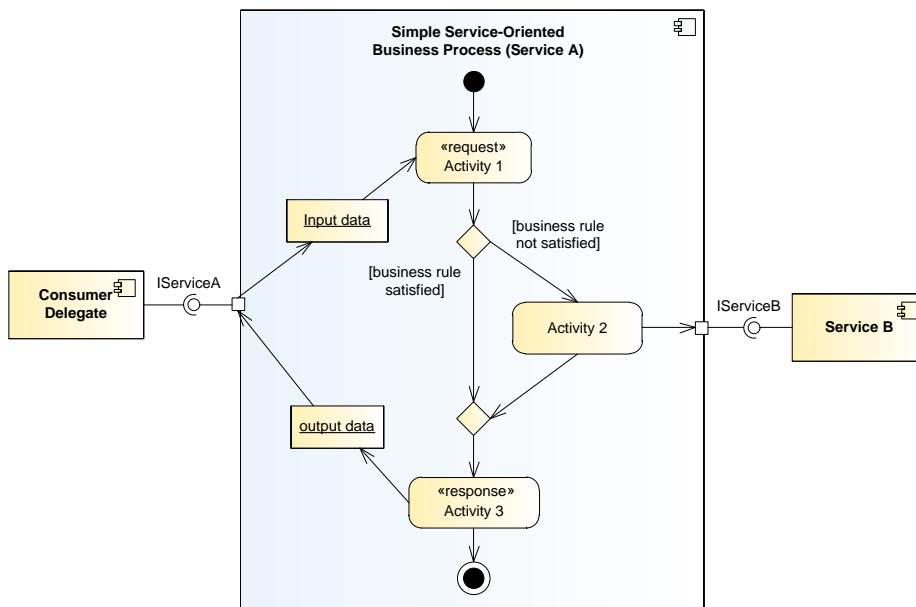 Simple Service-Oriented
Business Process (Service A)
«request»
Activity 1
Input data
[business rule
not satisfied]
[business rule
satisfied]
IServiceA
Consumer
Delegate
Activity 2
IServiceB
Service B
output data
«response»
Activity 3